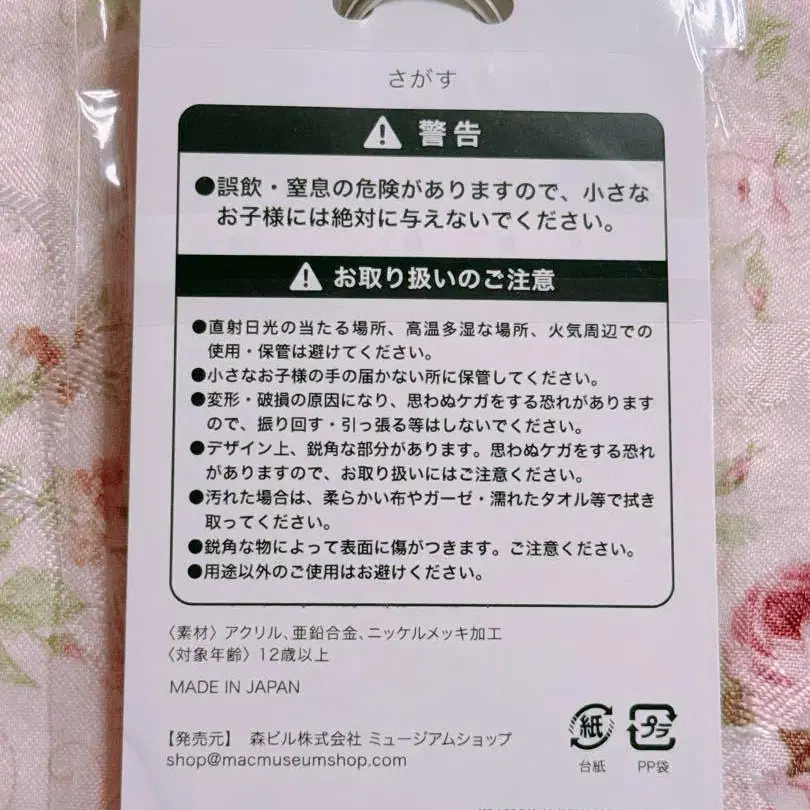 さがす
警告
●誤飲・窒息の危険がありますので、小さな
お子様には絶対に与えないでください。
お取り扱いのご注意
●直射日光の当たる場所、高温多湿な場所、火気周辺での
使用・保管は避けてください。
●小さなお子様の手の届かない所に保管してください。
●変形・破損の原因になり、思わぬケガをする恐れがあります
ので、振り回す・引っ張る等はしないでください。
●デザイン上、鋭角な部分があります。思わぬケガをする恐れ
がありますので、お取り扱いにはご注意ください。
●汚れた場合は、柔らかい布やガーゼ・濡れたタオル等で拭き
取ってください。
●鋭角な物によって表面に傷がつきます。ご注意ください。
●用途以外のご使用はお避けください。
〈素材〉アクリル、亜鉛合金、ニッケルメッキ加工
〈対象年齢〉12歳以上
MADE IN JAPAN
【発売元】 森ビル株式会社 ミュージアムショップ
shop@macmuseumshop.com
紙 プラ
台紙 PP袋